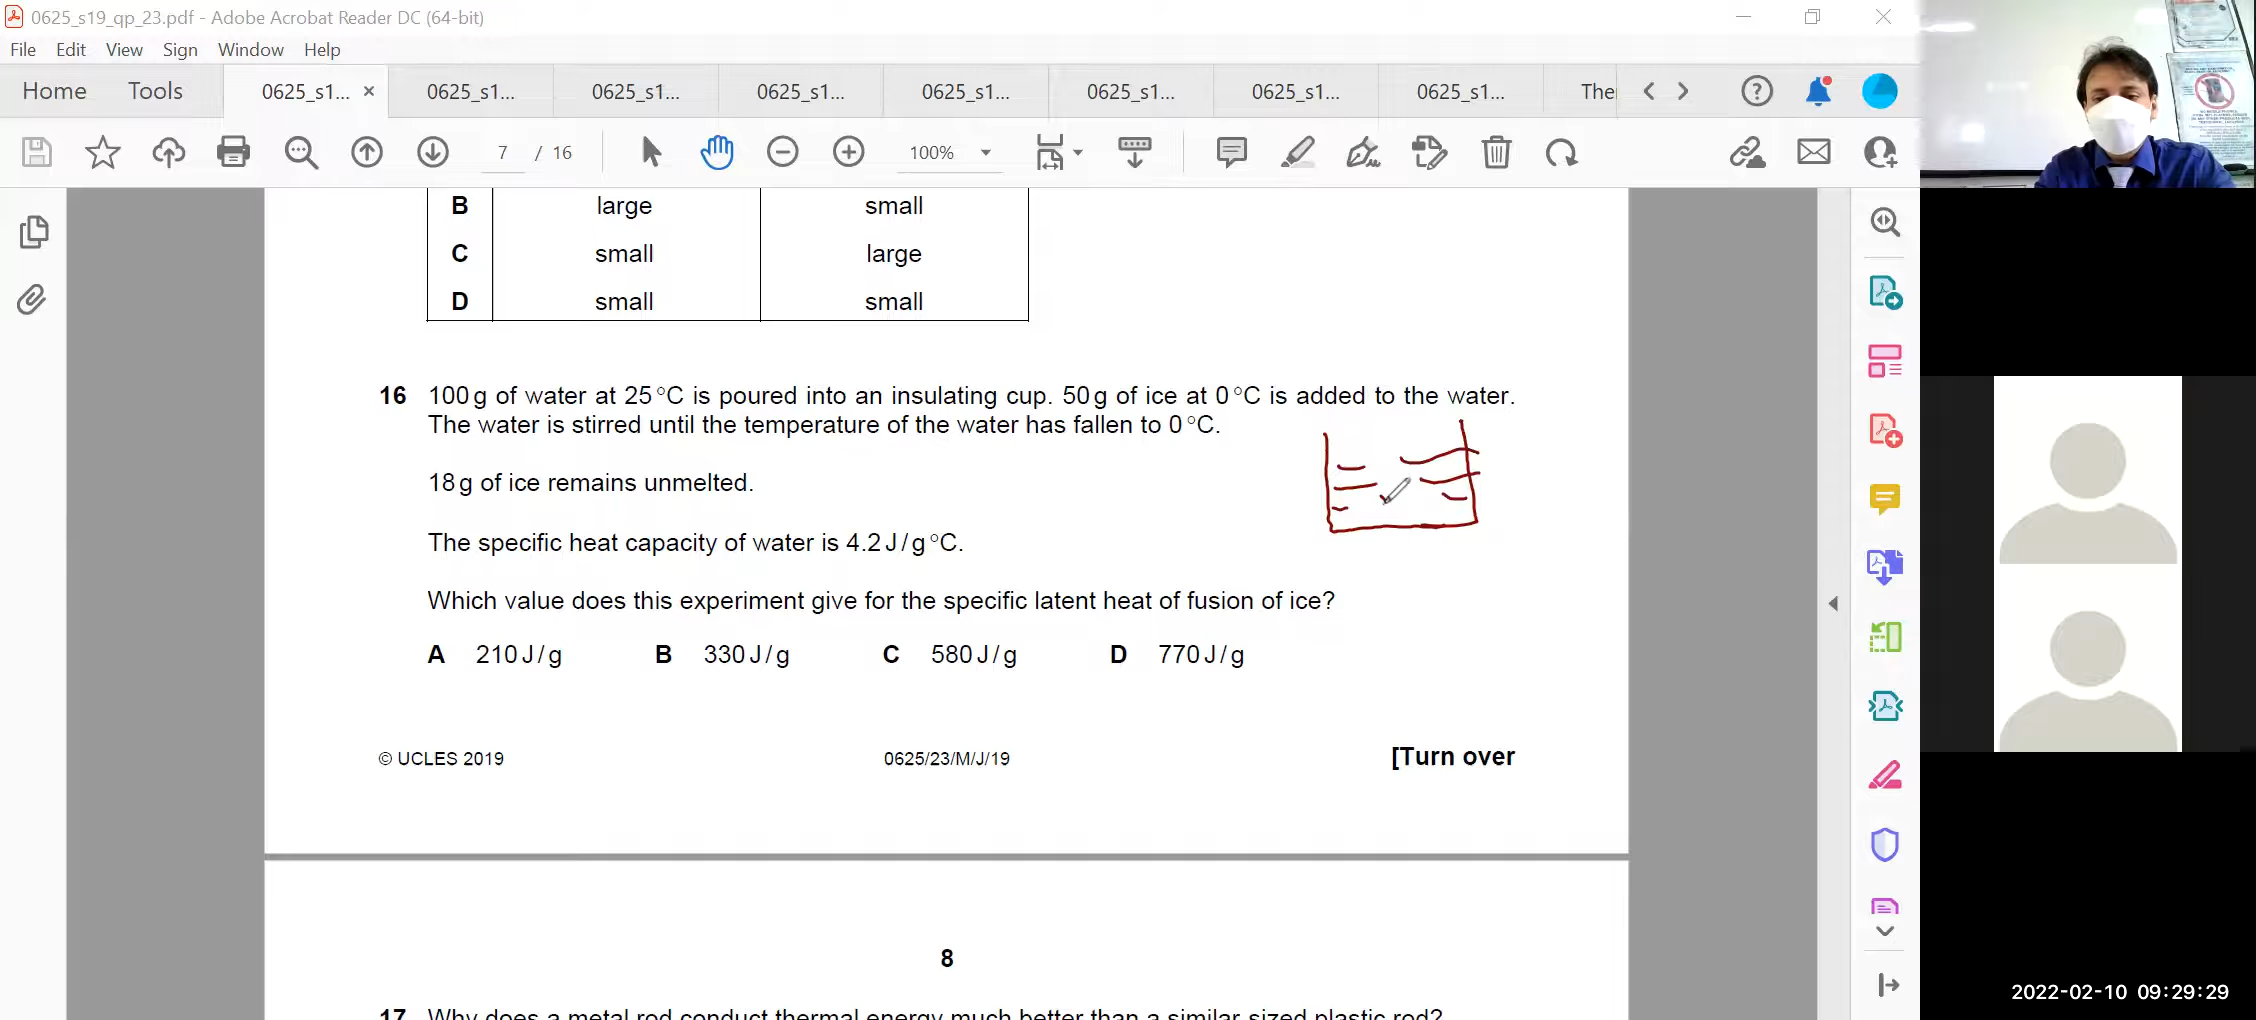 0625_s19_qp_23.pdf - Adobe Acrobat Reader DC (64-bit)
File Edit View Sign Window Help
Home Tools 0625_s1... × 0625_s1... 0625_s1... 0625_s1... 0625_s1... 0625_s1... 0625_s1... 0625_s1... The
7 / 16 100%
B large small
C small large
D small small
16 100 g of water at 25 °C is poured into an insulating cup. 50 g of ice at 0 °C is added to the water.
The water is stirred until the temperature of the water has fallen to 0 °C.
18 g of ice remains unmelted.
The specific heat capacity of water is 4.2 J / g °C.
Which value does this experiment give for the specific latent heat of fusion of ice?
A 210 J / g B 330 J / g C 580 J / g D 770 J / g
© UCLES 2019 0625/23/M/J/19 [Turn over
8
17 Why does a metal rod conduct thermal energy much better than a similar-sized plastic rod?
2022-02-10 09:29:29